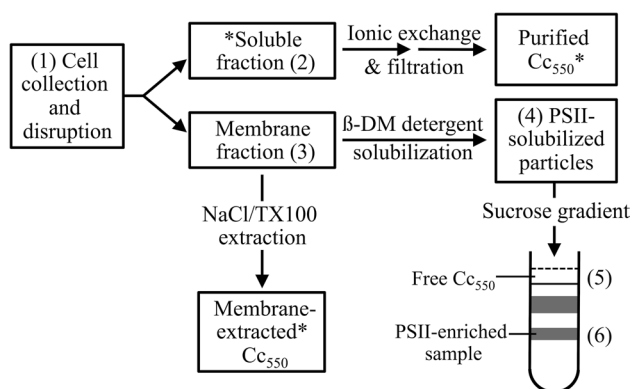 (1) Cell
collection
and
disruption
*Soluble
fraction (2)
Ionic exchange
& filtration
Purified
Cc550*
Membrane
fraction (3)
ß-DM detergent
solubilization
(4) PSII-
solubilized
particles
NaCl/TX100
extraction
Membrane-
extracted*
Cc550
Sucrose gradient
Free Cc550
(5)
PSII-enriched
sample
(6)